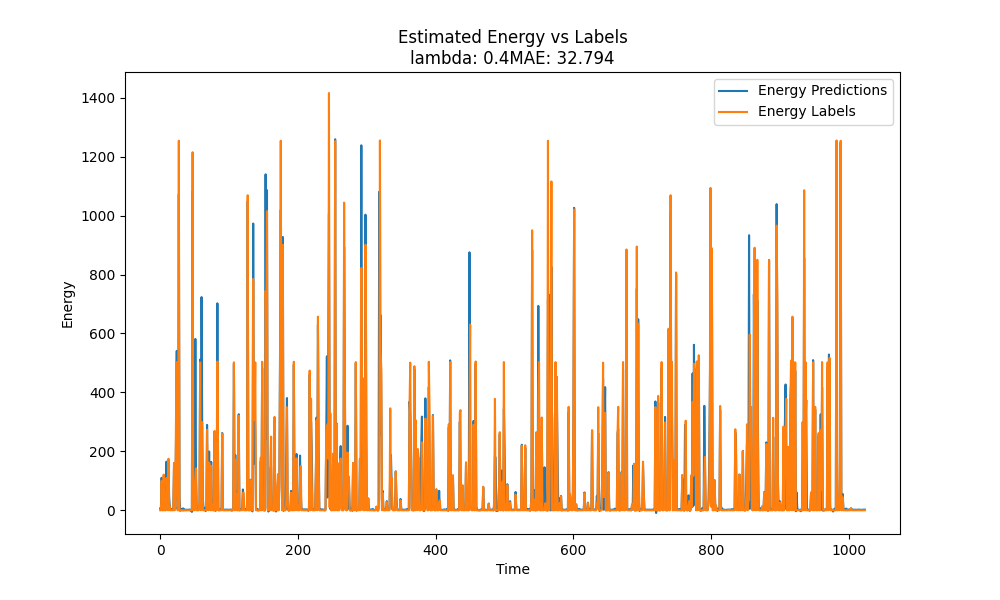 Estimated Energy vs Labels
lambda: 0.4MAE: 32.794
Energy Predictions
Energy Labels
1400
1200
1000
800
600
400
200
0
Energy
0 200 400 600 800 1000
Time